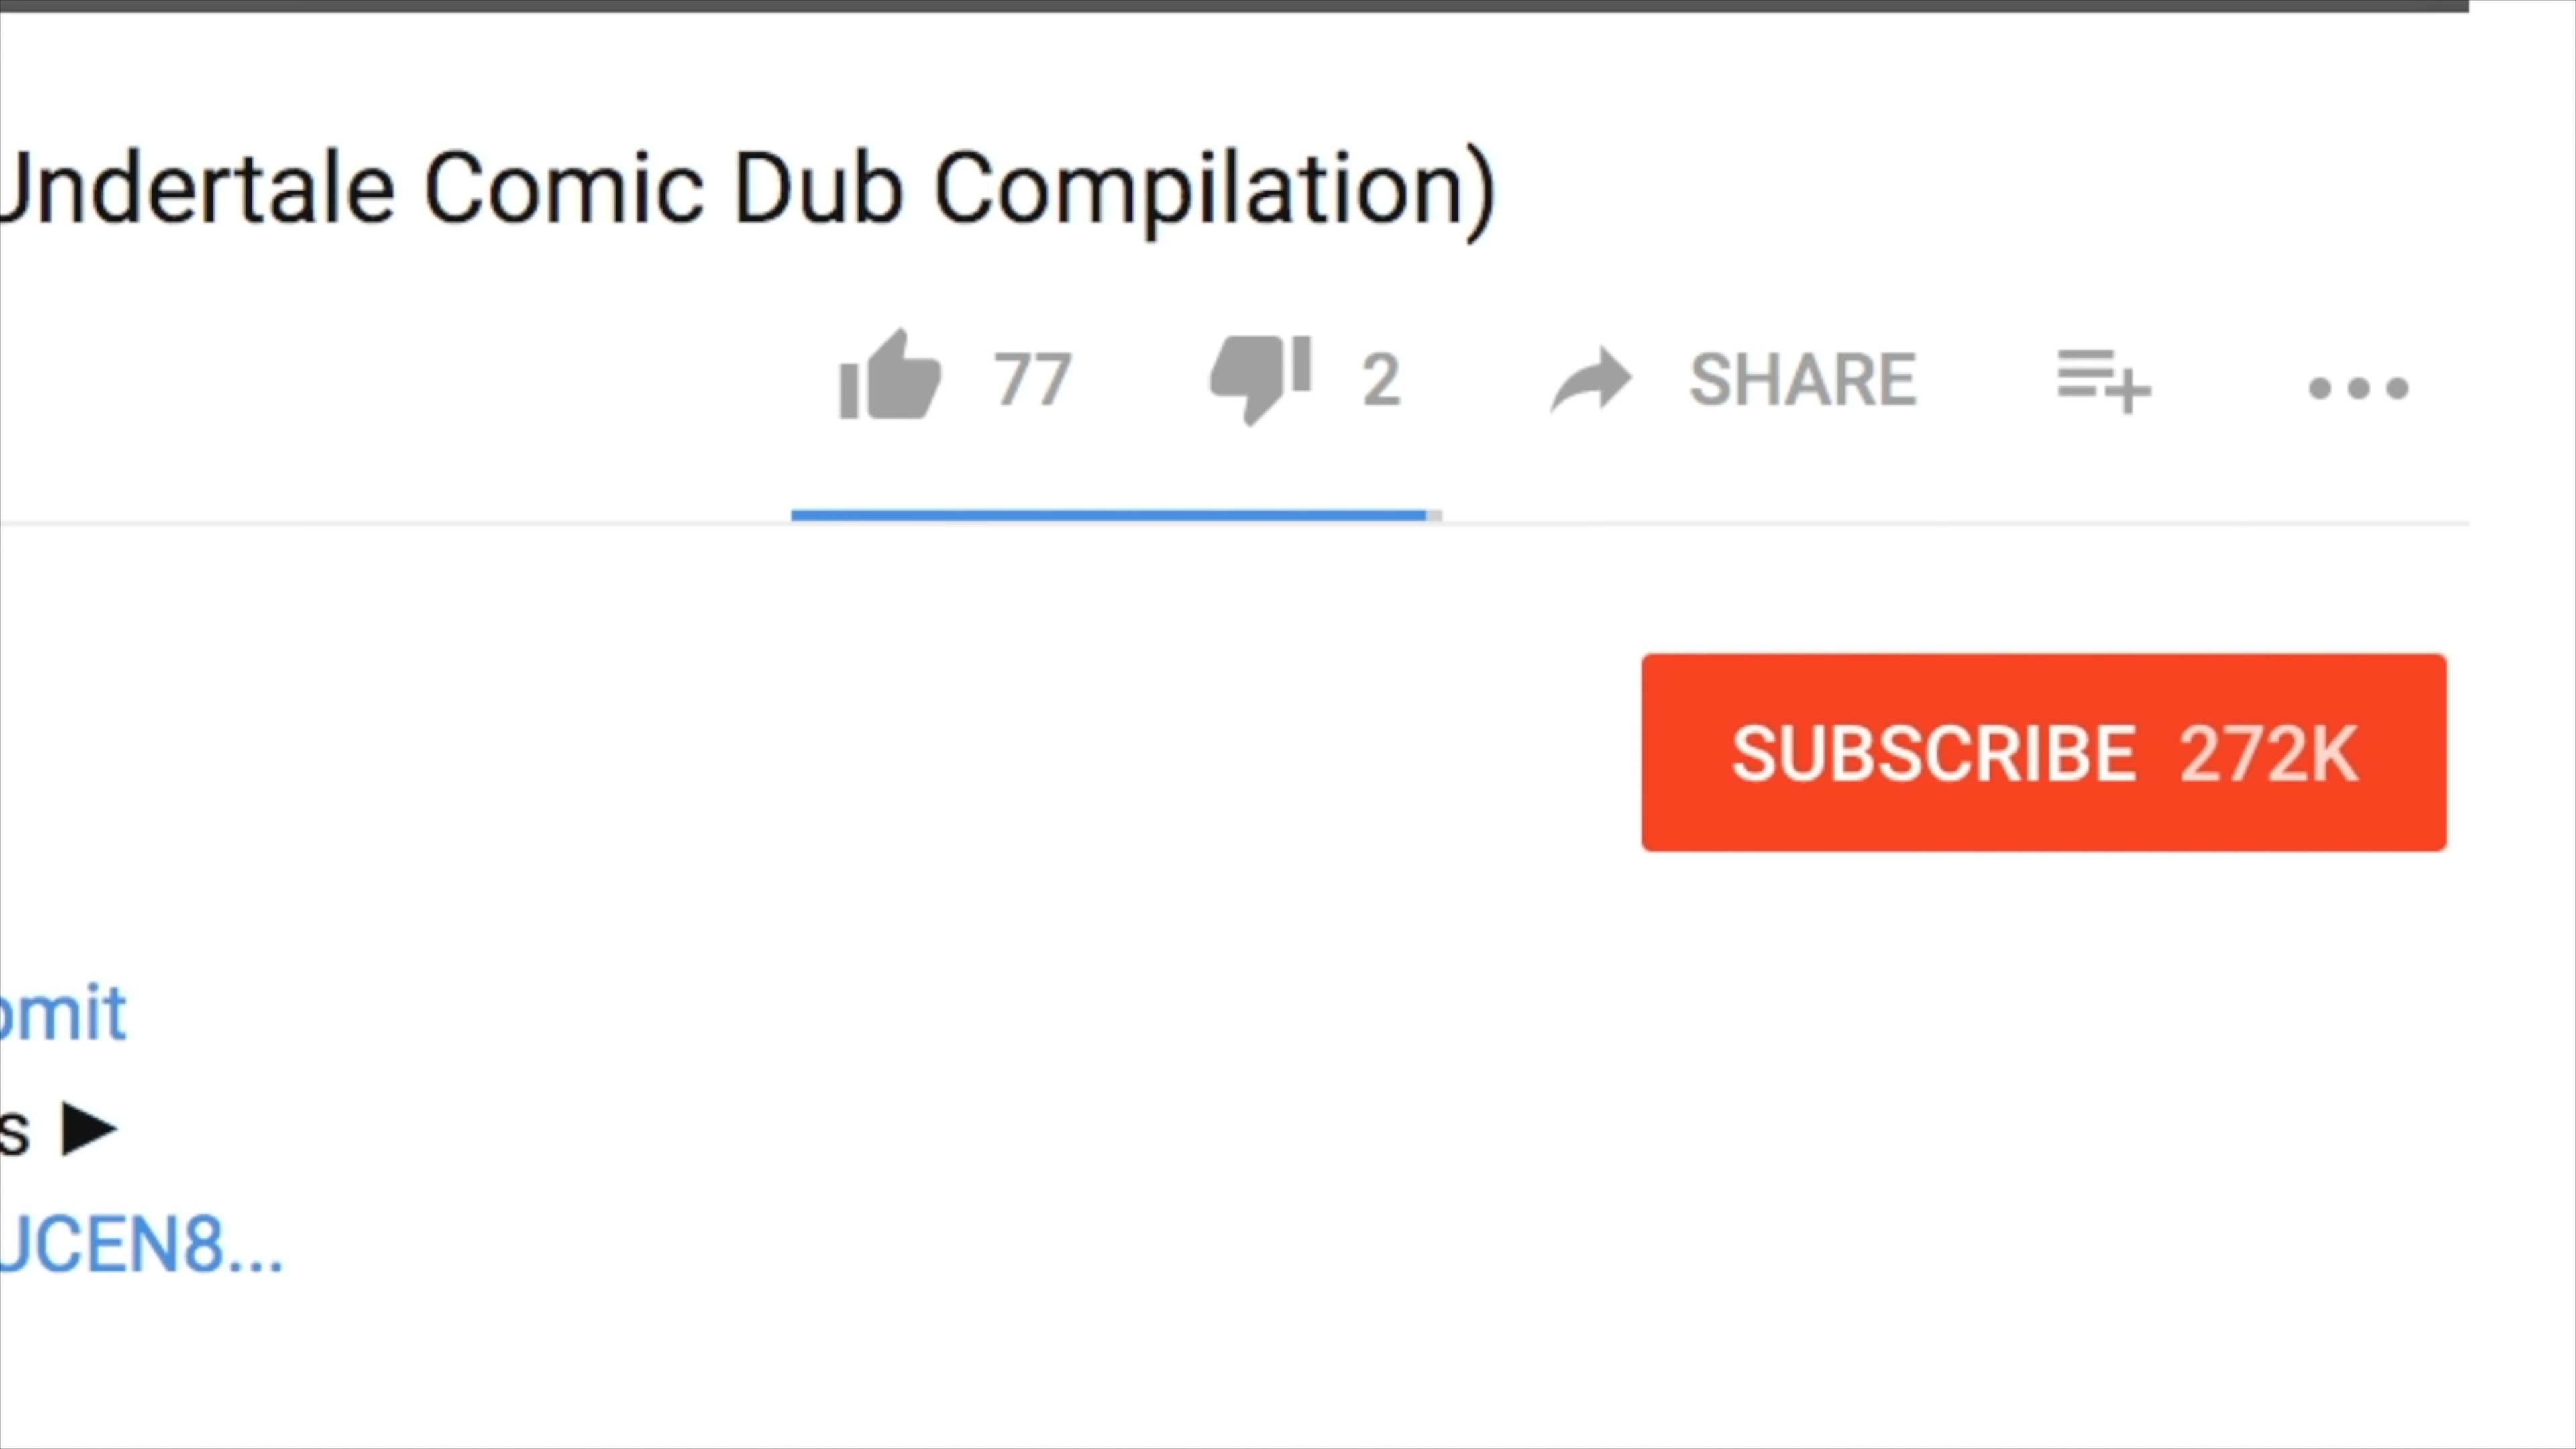 Undertale Comic Dub Compilation)
77 2 SHARE
SUBSCRIBE 272K
omit
s ▶
UCEN8...